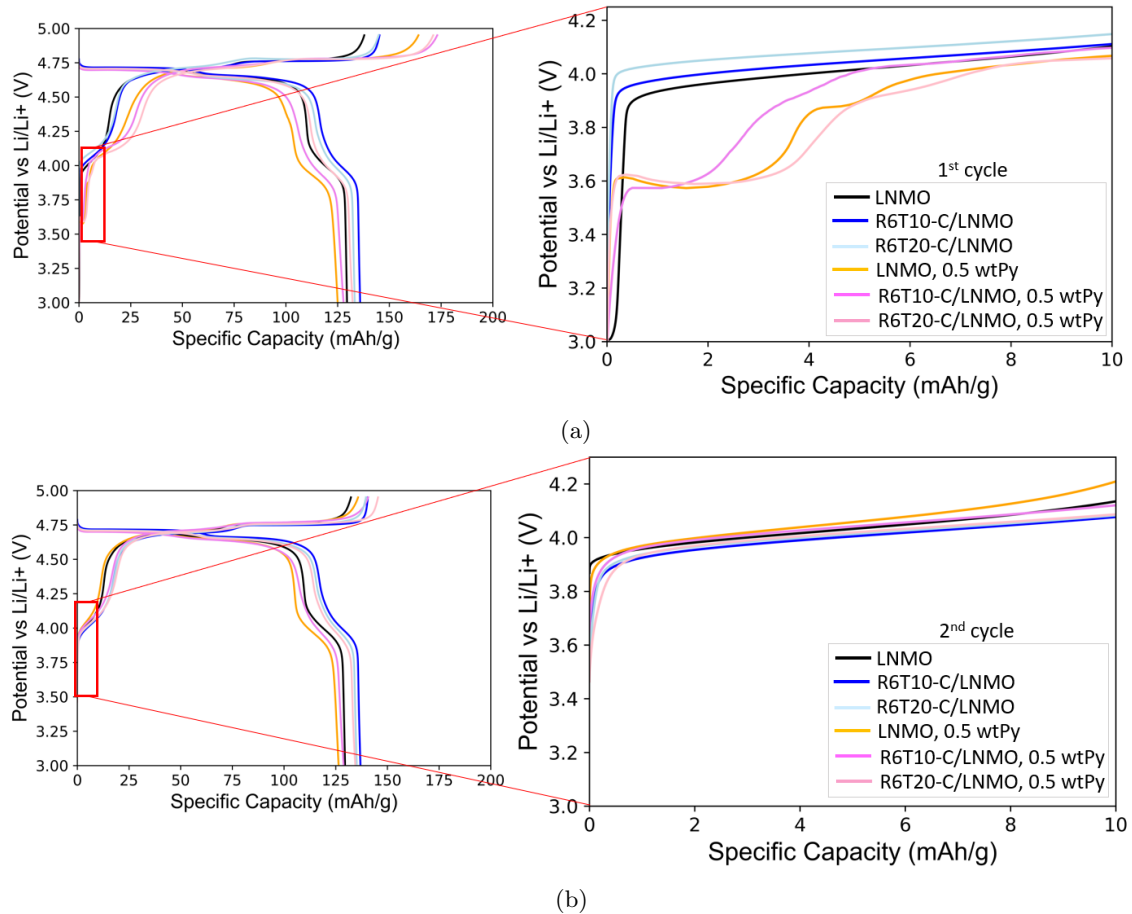 5.00
4.75
4.50
4.25
4.00
3.75
3.50
3.25
3.00
Potential vs Li/Li+ (V)
0 25 50 75 100 125 150 175 200
Specific Capacity (mAh/g)
4.2
4.0
3.8
3.6
3.4
3.2
3.0
Potential vs Li/Li+ (V)
0 2 4 6 8 10
Specific Capacity (mAh/g)
1st cycle
LNMO
R6T10-C/LNMO
R6T20-C/LNMO
LNMO, 0.5 wtPy
R6T10-C/LNMO, 0.5 wtPy
R6T20-C/LNMO, 0.5 wtPy
(a)
5.00
4.75
4.50
4.25
4.00
3.75
3.50
3.25
3.00
Potential vs Li/Li+ (V)
0 25 50 75 100 125 150 175 200
Specific Capacity (mAh/g)
4.2
4.0
3.8
3.6
3.4
3.2
3.0
Potential vs Li/Li+ (V)
0 2 4 6 8 10
Specific Capacity (mAh/g)
2nd cycle
LNMO
R6T10-C/LNMO
R6T20-C/LNMO
LNMO, 0.5 wtPy
R6T10-C/LNMO, 0.5 wtPy
R6T20-C/LNMO, 0.5 wtPy
(b)